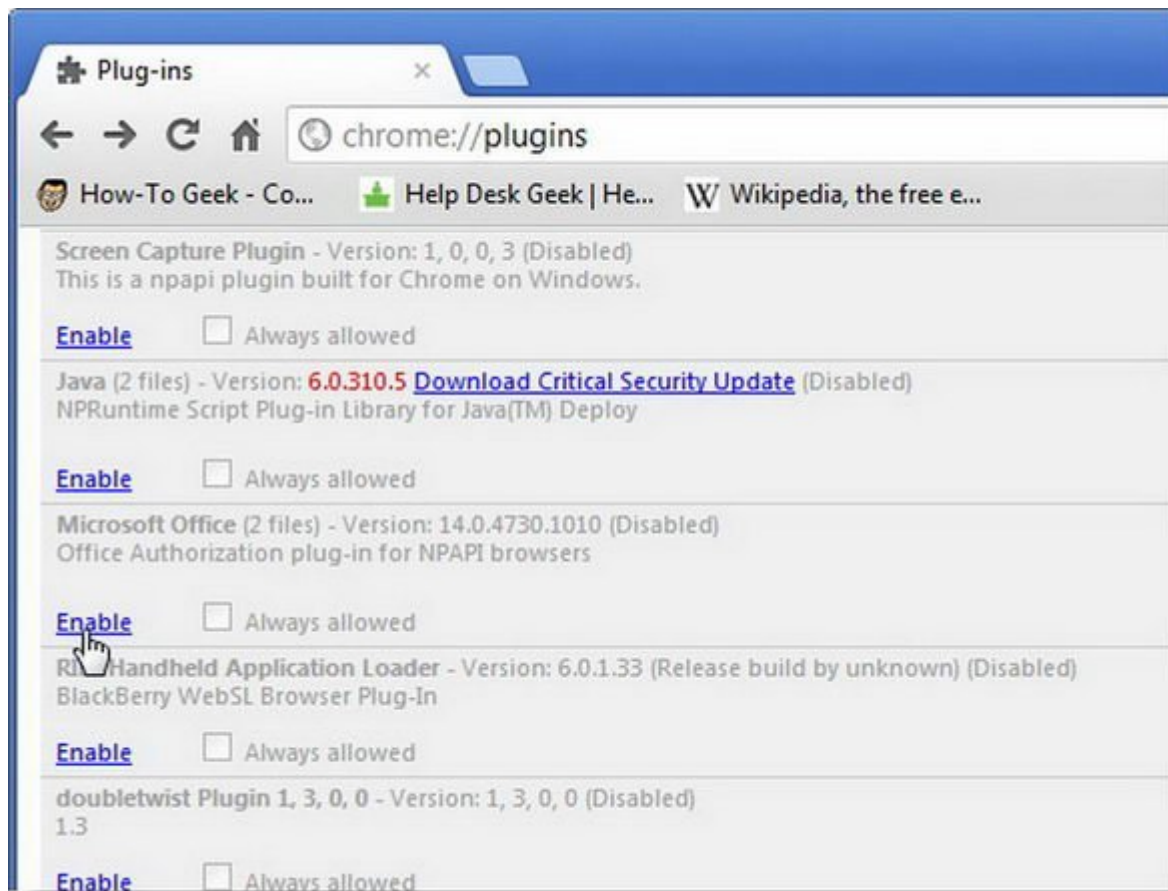 Plug-ins
chrome://plugins
How-To Geek - Co... Help Desk Geek | He... Wikipedia, the free e...
Screen Capture Plugin - Version: 1, 0, 0, 3 (Disabled)
This is a npapi plugin built for Chrome on Windows.
Enable Always allowed
Java (2 files) - Version: 6.0.310.5 Download Critical Security Update (Disabled)
NPRuntime Script Plug-in Library for Java(TM) Deploy
Enable Always allowed
Microsoft Office (2 files) - Version: 14.0.4730.1010 (Disabled)
Office Authorization plug-in for NPAPI browsers
Enable Always allowed
Handheld Application Loader - Version: 6.0.1.33 (Release build by unknown) (Disabled)
BlackBerry WebSL Browser Plug-In
Enable Always allowed
doubletwist Plugin 1, 3, 0, 0 - Version: 1, 3, 0, 0 (Disabled)
1.3
Enable Always allowed